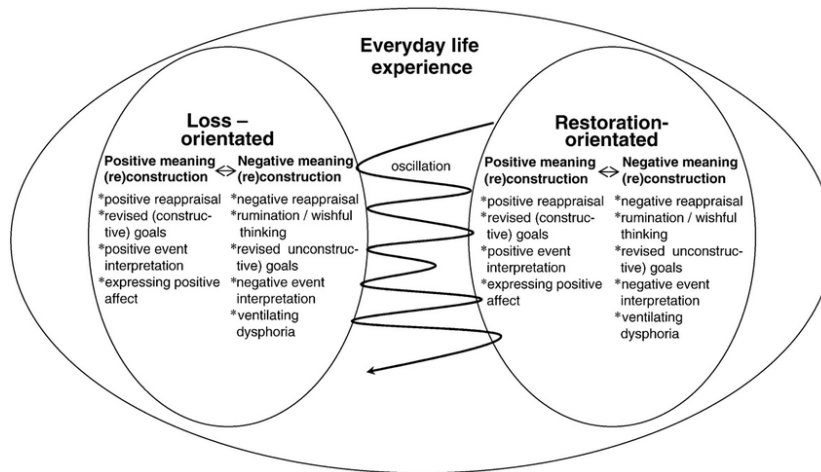 Everyday life
experience
Loss –
orientated
Positive meaning
(re)construction
Negative meaning
(re)construction
*positive reappraisal
*revised (construc-
tive) goals
*positive event
interpretation
*expressing positive
affect
*negative reappraisal
*rumination / wishful
thinking
*revised unconstruc-
tive) goals
*negative event
interpretation
*ventilating
dysphoria
oscillation
Restoration-
orientated
Positive meaning
(re)construction
Negative meaning
(re)construction
*positive reappraisal
*revised (construc-
tive) goals
*positive event
interpretation
*expressing positive
affect
*negative reappraisal
*rumination / wishful
thinking
*revised unconstruc-
tive) goals
*negative event
interpretation
*ventilating
dysphoria